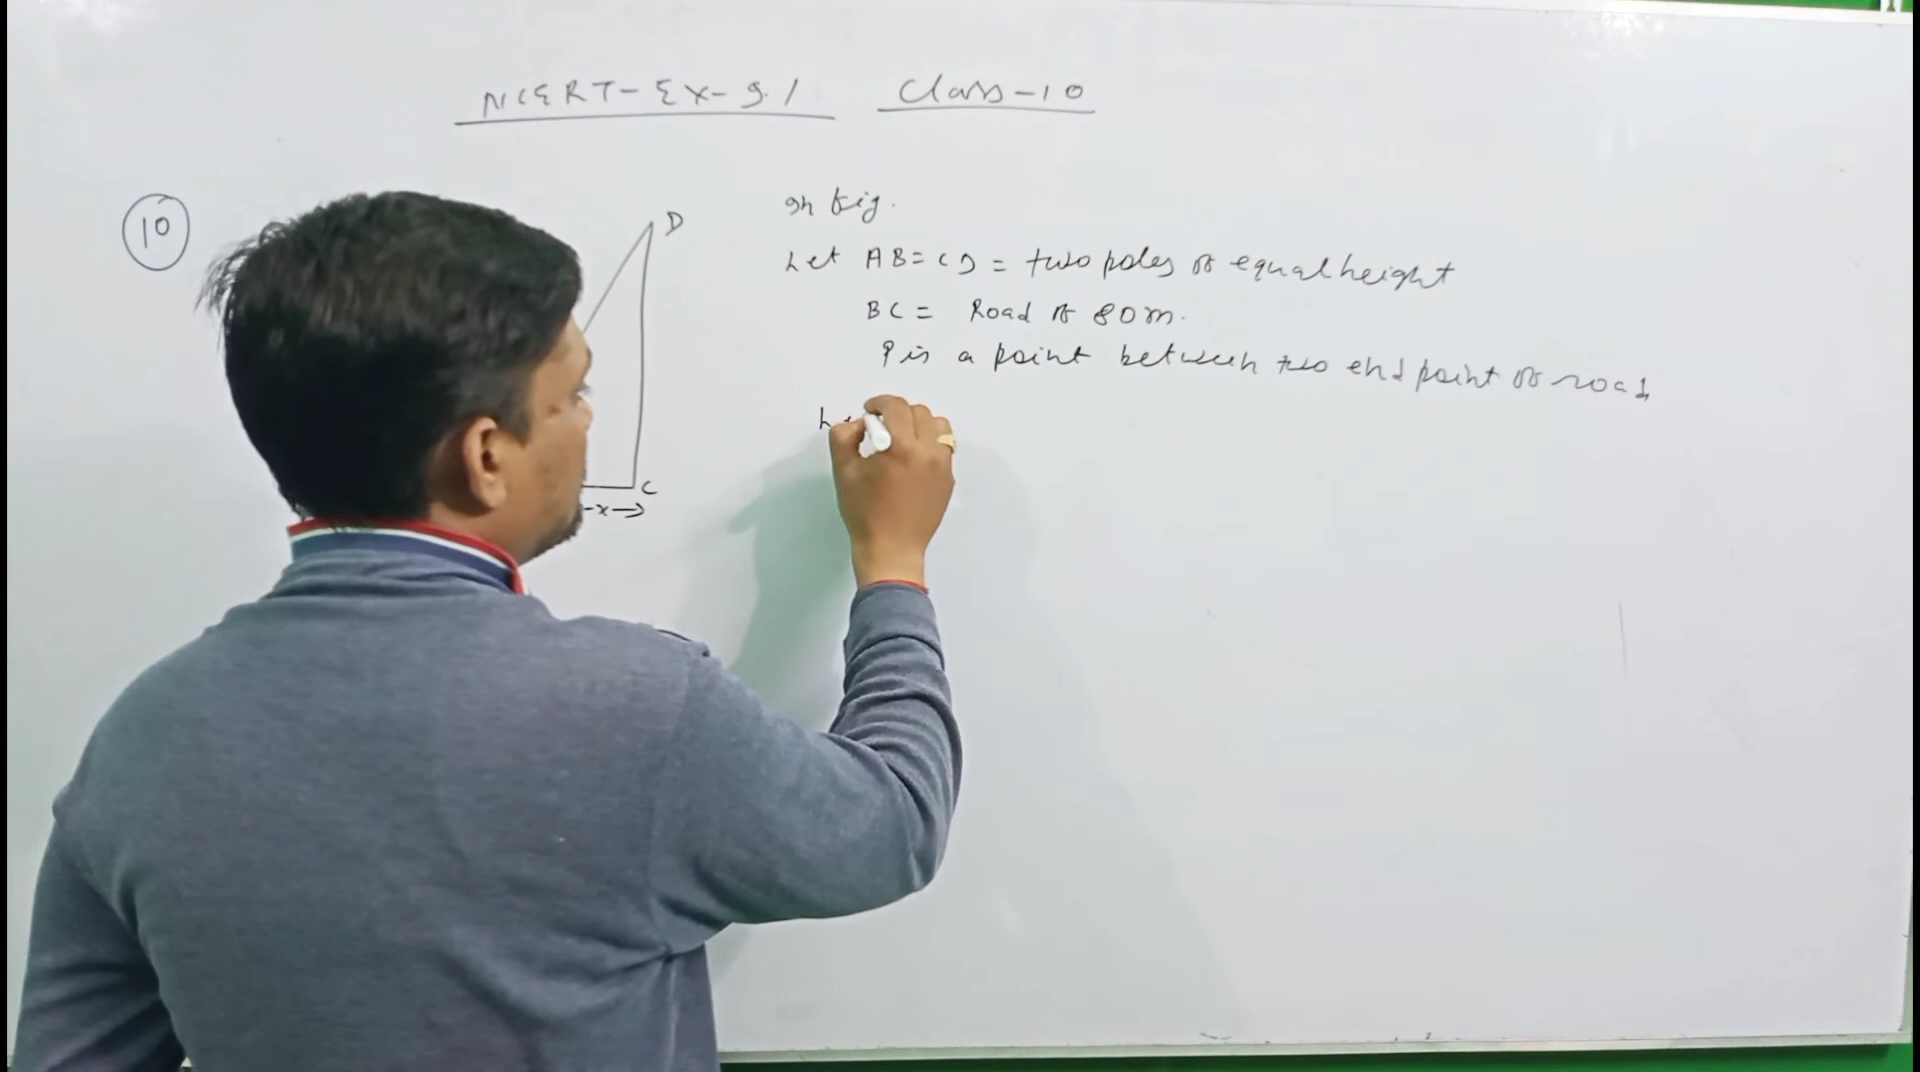 NCERT-Ex-9.1 Class-10
10
D
C
x
In fig.
Let AB=CD= two poles of equal height
BC= Road of 80m.
P is a point between two end point of road